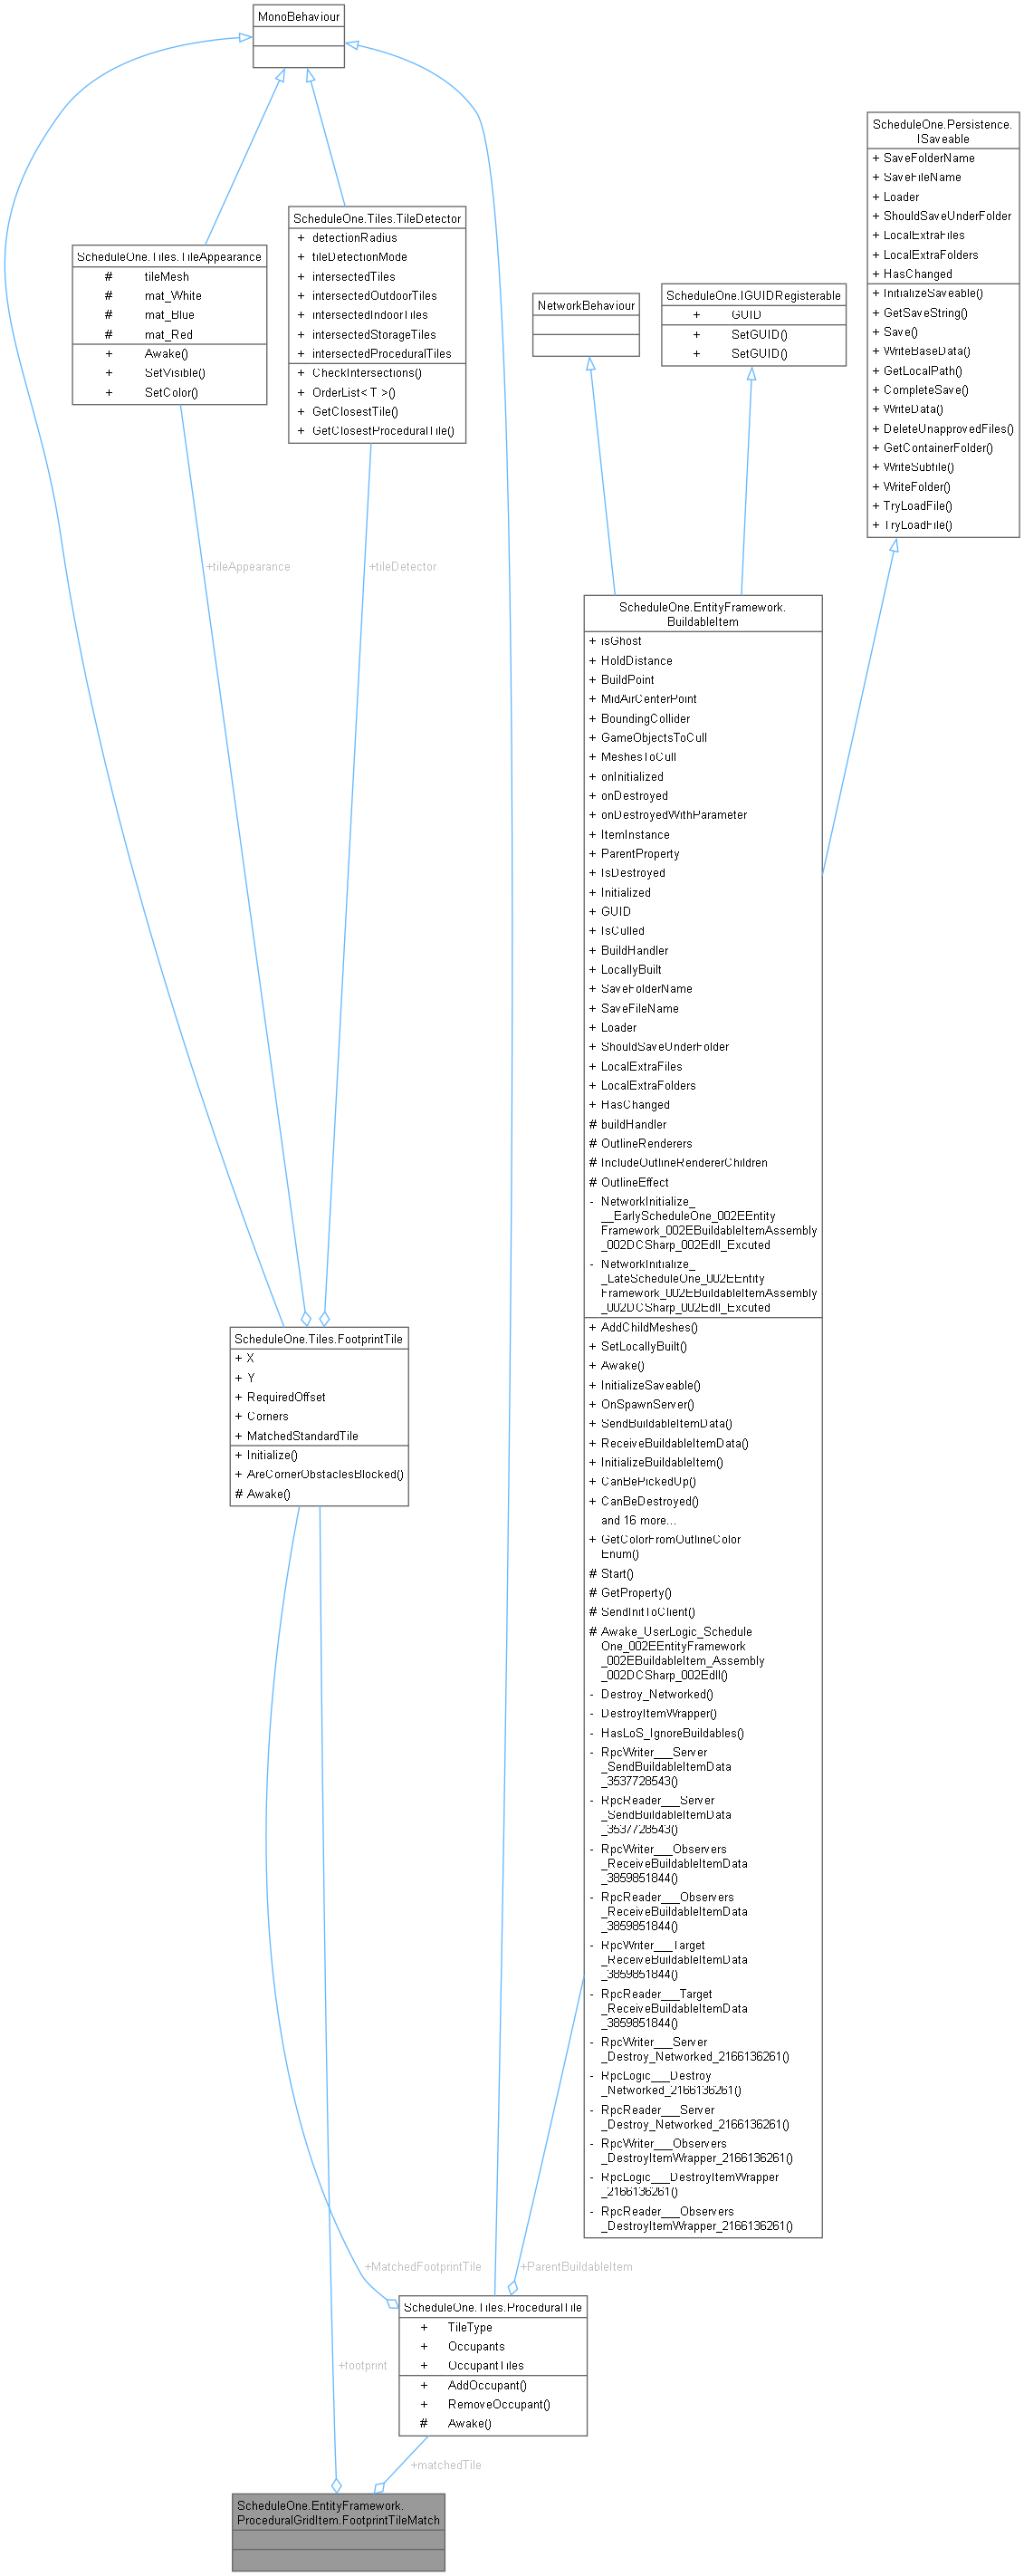 MonoBehaviour
ScheduleOne.Persistence.
ISaveable
+ SaveFolderName
+ SaveFileName
+ Loader
+ ShouldSaveUnderFolder
+ LocalExtraFiles
+ LocalExtraFolders
+ HasChanged
+ InitializeSaveable()
+ GetSaveString()
+ Save()
+ WriteBaseData()
+ GetLocalPath()
+ CompleteSave()
+ WriteData()
+ DeleteUnapprovedFiles()
+ GetContainerFolder()
+ WriteSubfile()
+ WriteFolder()
+ TryLoadFile()
+ TryLoadFile()
ScheduleOne.Tiles.TileDetector
+ detectionRadius
+ tileDetectionMode
+ intersectedTiles
+ intersectedOutdoorTiles
+ intersectedIndoorTiles
+ intersectedStorageTiles
+ intersectedProceduralTiles
+ CheckIntersections()
+ OrderList< T >()
+ GetClosestTile()
+ GetClosestProceduralTile()
ScheduleOne.Tiles.TileAppearance
# tileMesh
# mat_White
# mat_Blue
# mat_Red
+ Awake()
+ SetVisible()
+ SetColor()
NetworkBehaviour
ScheduleOne.IGUIDRegisterable
+ GUID
+ SetGUID()
+ SetGUID()
+tileAppearance
+tileDetector
ScheduleOne.EntityFramework.
BuildableItem
+ isGhost
+ HoldDistance
+ BuildPoint
+ MidAirCenterPoint
+ BoundingCollider
+ GameObjectsToCull
+ MeshesToCull
+ onInitialized
+ onDestroyed
+ onDestroyedWithParameter
+ ItemInstance
+ ParentProperty
+ IsDestroyed
+ Initialized
+ GUID
+ IsCulled
+ BuildHandler
+ LocallyBuilt
+ SaveFolderName
+ SaveFileName
+ Loader
+ ShouldSaveUnderFolder
+ LocalExtraFiles
+ LocalExtraFolders
+ HasChanged
# buildHandler
# OutlineRenderers
# IncludeOutlineRendererChildren
# OutlineEffect
- NetworkInitialize_
__EarlyScheduleOne_002EEntity
Framework_002EBuildableItemAssembly
_002DCSharp_002Edll_Excuted
- NetworkInitialize_
_LateScheduleOne_002EEntity
Framework_002EBuildableItemAssembly
_002DCSharp_002Edll_Excuted
+ AddChildMeshes()
+ SetLocallyBuilt()
+ Awake()
+ InitializeSaveable()
+ OnSpawnServer()
+ SendBuildableItemData()
+ ReceiveBuildableItemData()
+ InitializeBuildableItem()
+ CanBePickedUp()
+ CanBeDestroyed()
and 16 more...
+ GetColorFromOutlineColor
Enum()
# Start()
# GetProperty()
# SendInitToClient()
# Awake_UserLogic_Schedule
One_002EEntityFramework
_002EBuildableItem_Assembly
_002DCSharp_002Edll()
- Destroy_Networked()
- DestroyItemWrapper()
- HasLoS_IgnoreBuildables()
- RpcWriter___Server
_SendBuildableItemData
_3537728543()
- RpcReader___Server
_SendBuildableItemData
_3537728543()
- RpcWriter___Observers
_ReceiveBuildableItemData
_3859851844()
- RpcReader___Observers
_ReceiveBuildableItemData
_3859851844()
- RpcWriter___Target
_ReceiveBuildableItemData
_3859851844()
- RpcReader___Target
_ReceiveBuildableItemData
_3859851844()
- RpcWriter___Server
_Destroy_Networked_2166136261()
- RpcLogic___Destroy
_Networked_2166136261()
- RpcReader___Server
_Destroy_Networked_2166136261()
- RpcWriter___Observers
_DestroyItemWrapper_2166136261()
- RpcLogic___DestroyItemWrapper
_2166136261()
- RpcReader___Observers
_DestroyItemWrapper_2166136261()
ScheduleOne.Tiles.FootprintTile
+ X
+ Y
+ RequiredOffset
+ Corners
+ MatchedStandardTile
+ Initialize()
+ AreCornerObstaclesBlocked()
# Awake()
+MatchedFootprintTile
+ParentBuildableItem
ScheduleOne.Tiles.ProceduralTile
+ TileType
+ Occupants
+ OccupantTiles
+ AddOccupant()
+ RemoveOccupant()
# Awake()
+footprint
+matchedTile
ScheduleOne.EntityFramework.
ProceduralGridItem.FootprintTileMatch